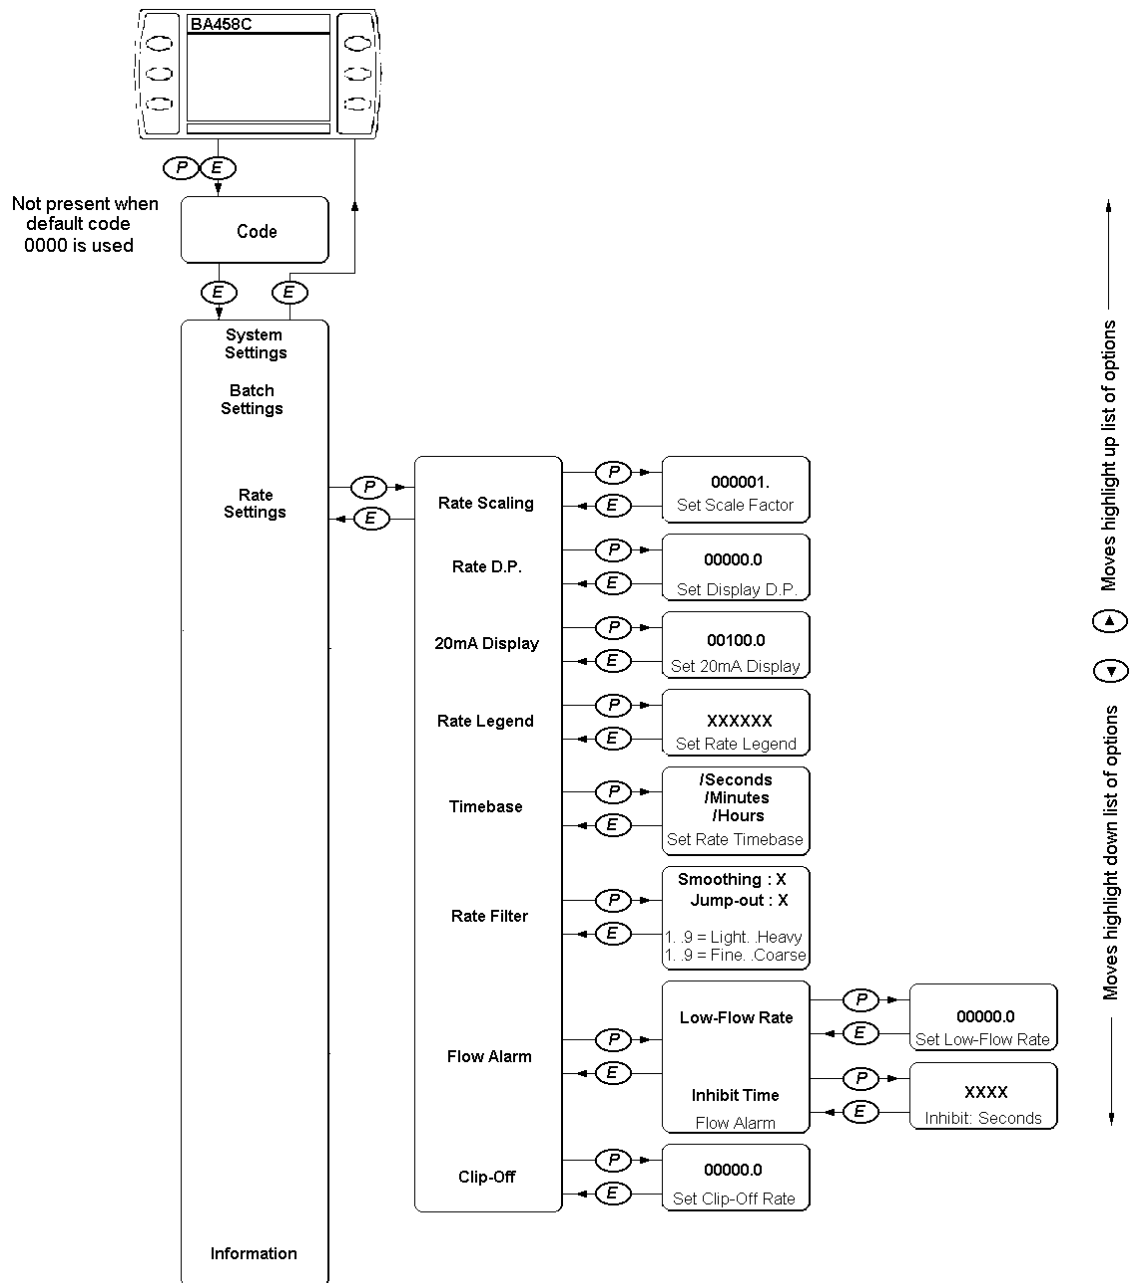 BA458C
P E
Not present when
default code
0000 is used
Code
E E
System
Settings
Batch
Settings
Rate
Settings
P
E
Rate Scaling
P
E
000001.
Set Scale Factor
Rate D.P.
P
E
00000.0
Set Display D.P.
20mA Display
P
E
00100.0
Set 20mA Display
Rate Legend
P
E
XXXXXX
Set Rate Legend
Timebase
P
E
/Seconds
/Minutes
/Hours
Set Rate Timebase
Rate Filter
P
E
Smoothing : X
Jump-out : X
1. .9 = Light. .Heavy
1. .9 = Fine. .Coarse
Flow Alarm
P
E
Low-Flow Rate
P
E
00000.0
Set Low-Flow Rate
Inhibit Time
Flow Alarm
P
E
XXXX
Inhibit: Seconds
Clip-Off
P
E
00000.0
Set Clip-Off Rate
Information
Moves highlight up list of options
Moves highlight down list of options